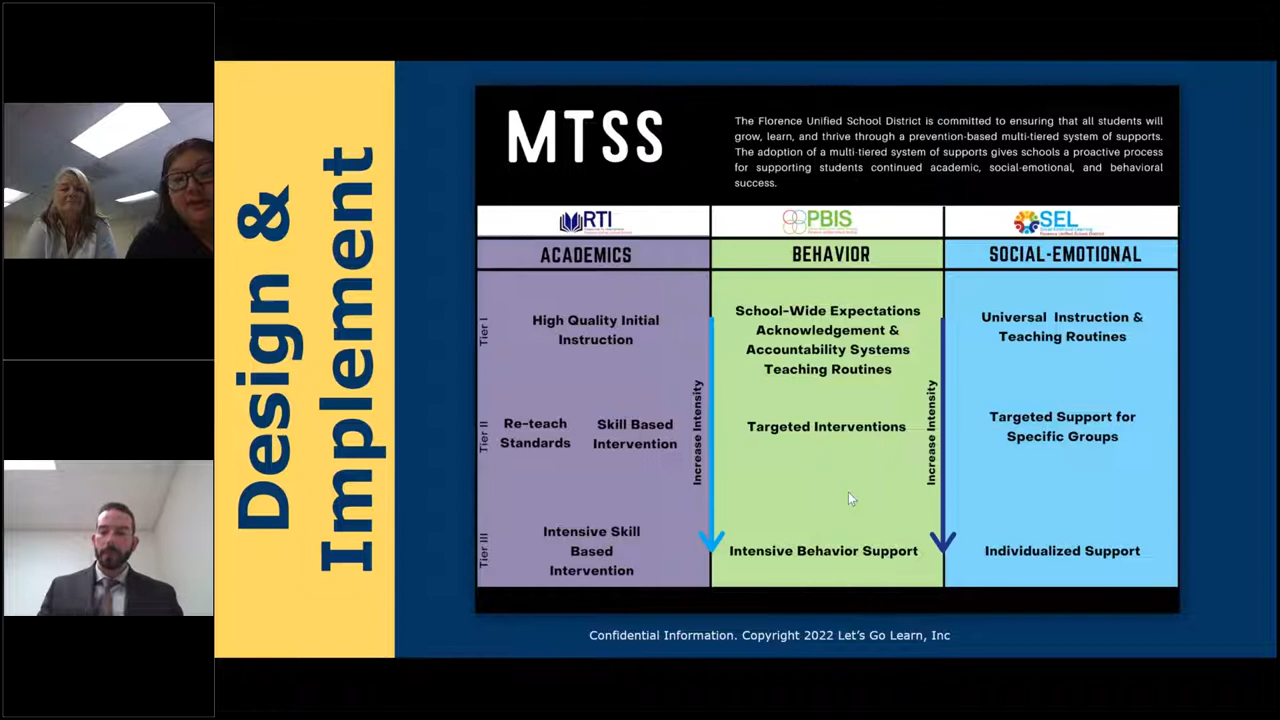 Design &
Implement
MTSS
The Florence Unified School District is committed to ensuring that all students will
grow, learn, and thrive through a prevention-based multi-tiered system of supports.
The adoption of a multi-tiered system of supports gives schools a proactive process
for supporting students continued academic, social-emotional, and behavioral
success.
RTI
PBIS
SEL
ACADEMICS
BEHAVIOR
SOCIAL-EMOTIONAL
Tier I
High Quality Initial
Instruction
School-Wide Expectations
Acknowledgement &
Accountability Systems
Teaching Routines
Universal Instruction &
Teaching Routines
Tier II
Re-teach
Standards
Skill Based
Intervention
Increase Intensity
Targeted Interventions
Increase Intensity
Targeted Support for
Specific Groups
Tier III
Intensive Skill
Based
Intervention
Intensive Behavior Support
Individualized Support
Confidential Information. Copyright 2022 Let's Go Learn, Inc